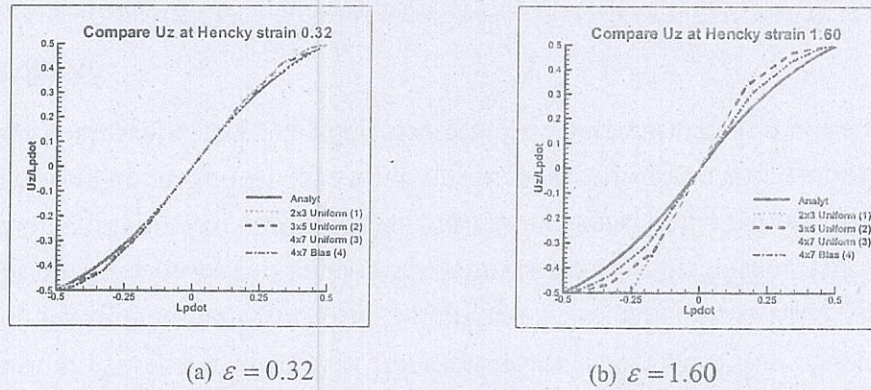 Compare Uz at Hencky strain 0.32
0.5
0.4
0.3
0.2
0.1
0
-0.1
-0.2
-0.3
-0.4
-0.5
Uz/Lpdot
Analyt
2x3 Uniform (1)
3x5 Uniform (2)
4x7 Uniform (3)
4x7 Bias (4)
-0.5 -0.25 0 0.25 0.5
Lpdot
(a) ε = 0.32
Compare Uz at Hencky strain 1.60
0.5
0.4
0.3
0.2
0.1
0
-0.1
-0.2
-0.3
-0.4
-0.5
Uz/Lpdot
Analyt
2x3 Uniform (1)
3x5 Uniform (2)
4x7 Uniform (3)
4x7 Bias (4)
-0.5 -0.25 0 0.25 0.5
Lpdot
(b) ε = 1.60